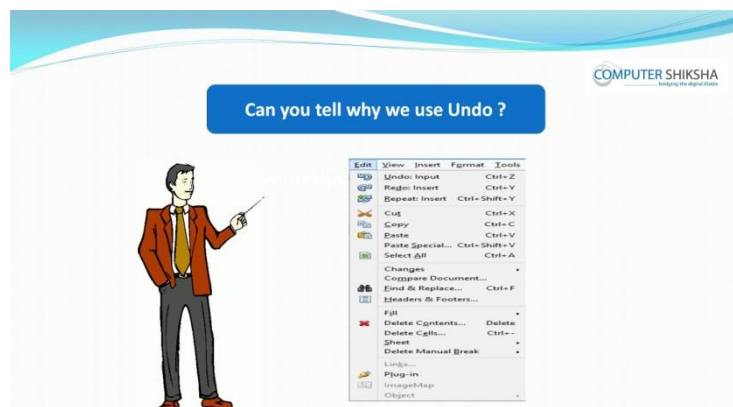 COMPUTER SHIKSHA
bridging the digital divide
Can you tell why we use Undo ?
Edit View Insert Format Tools
Undo: Input Ctrl+Z
Redo: Insert Ctrl+Y
Repeat: Insert Ctrl+Shift+Y
Cut Ctrl+X
Copy Ctrl+C
Paste Ctrl+V
Paste Special... Ctrl+Shift+V
Select All Ctrl+A
Changes
Compare Document...
Find & Replace... Ctrl+F
Headers & Footers...
Fill
Delete Contents... Delete
Delete Cells... Ctrl+-
Sheet
Delete Manual Break
Links...
Plug-in
ImageMap
Object